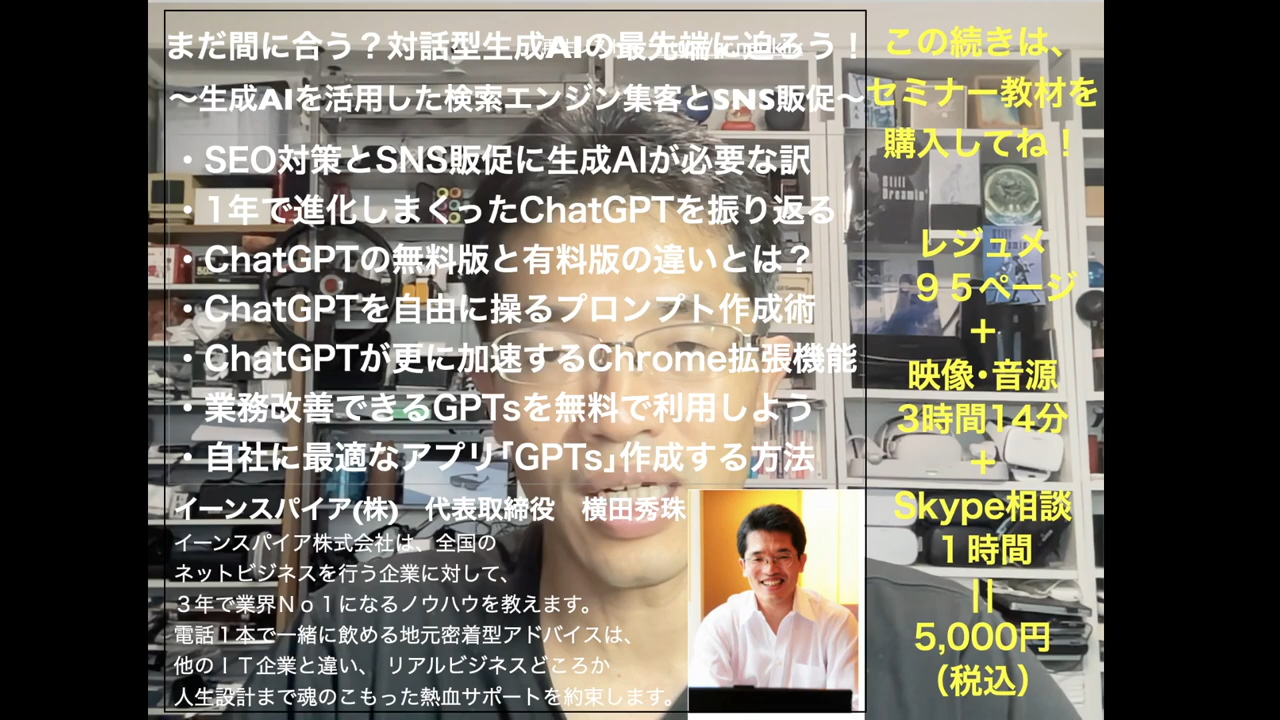 まだ間に合う？対話型生成AIの最先端に迫ろう！
〜生成AIを活用した検索エンジン集客とSNS販促〜
・SEO対策とSNS販促に生成AIが必要な訳
・1年で進化しまくったChatGPTを振り返る
・ChatGPTの無料版と有料版の違いとは？
・ChatGPTを自由に操るプロンプト作成術
・ChatGPTが更に加速するChrome拡張機能
・業務改善できるGPTsを無料で利用しよう
・自社に最適なアプリ｢GPTs｣作成する方法
イーンスパイア(株)　代表取締役　横田秀珠
イーンスパイア株式会社は、全国の
ネットビジネスを行う企業に対して、
３年で業界Ｎｏ１になるノウハウを教えます。
電話１本で一緒に飲める地元密着型アドバイスは、
他のＩＴ企業と違い、リアルビジネスどころか
人生設計まで魂のこもった熱血サポートを約束します。
この続きは、
セミナー教材を
購入してね！
レジュメ
９５ページ
＋
映像・音源
3時間14分
＋
Skype相談
１時間
＝
5,000円
（税込）
Still
Dreamin'